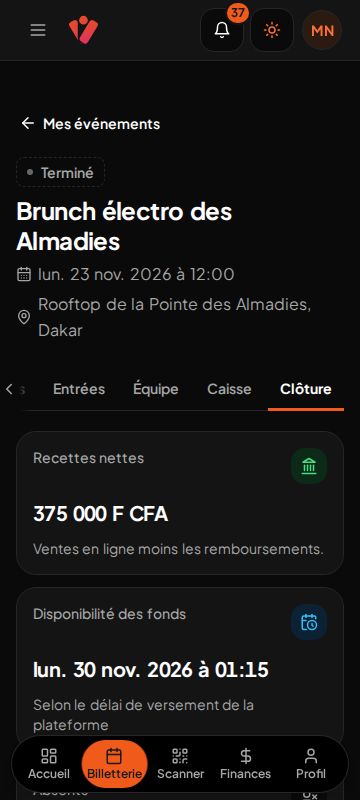 37
MN
Mes événements
Terminé
Brunch électro des
Almadies
lun. 23 nov. 2026 à 12:00
Rooftop de la Pointe des Almadies,
Dakar
s Entrées Équipe Caisse Clôture
Recettes nettes
375 000 F CFA
Ventes en ligne moins les remboursements.
Disponibilité des fonds
lun. 30 nov. 2026 à 01:15
Selon le délai de versement de la
plateforme
Accueil Billetterie Scanner Finances Profil